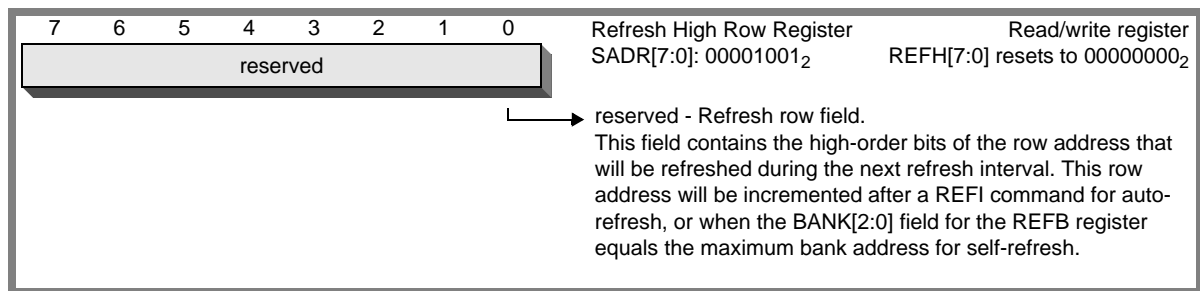 7 6 5 4 3 2 1 0
reserved
Refresh High Row Register
Read/write register
SADR[7:0]: 00001001₂
REFH[7:0] resets to 00000000₂
reserved - Refresh row field.
This field contains the high-order bits of the row address that
will be refreshed during the next refresh interval. This row
address will be incremented after a REFI command for auto-
refresh, or when the BANK[2:0] field for the REFB register
equals the maximum bank address for self-refresh.